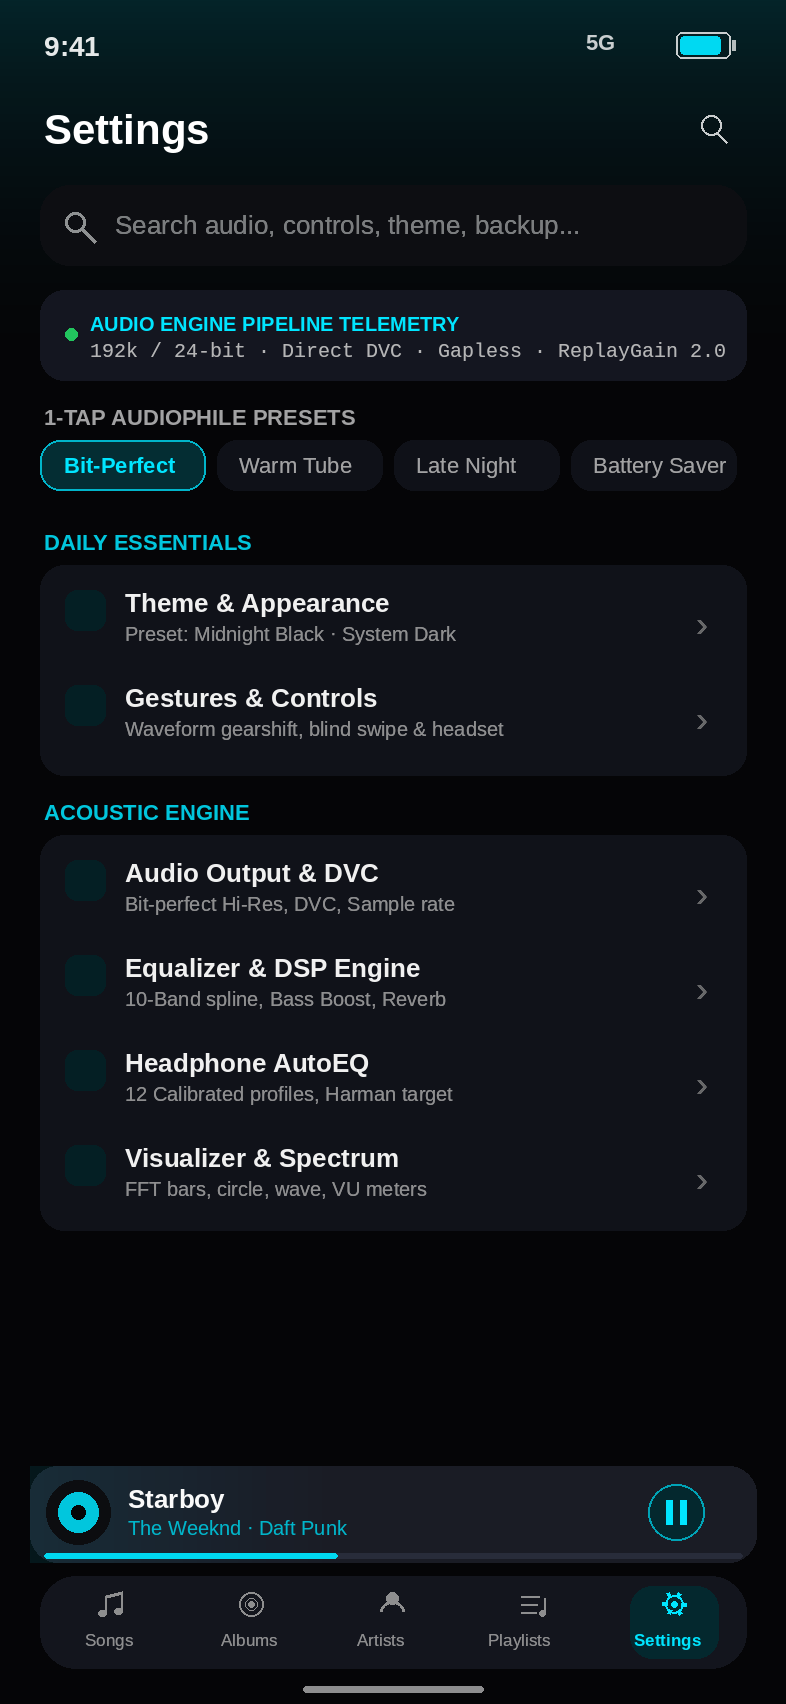 9:41
5G
Settings
Search audio, controls, theme, backup...
AUDIO ENGINE PIPELINE TELEMETRY
192k / 24-bit · Direct DVC · Gapless · ReplayGain 2.0
1-TAP AUDIOPHILE PRESETS
Bit-Perfect
Warm Tube
Late Night
Battery Saver
DAILY ESSENTIALS
Theme & Appearance
Preset: Midnight Black · System Dark
Gestures & Controls
Waveform gearshift, blind swipe & headset
ACOUSTIC ENGINE
Audio Output & DVC
Bit-perfect Hi-Res, DVC, Sample rate
Equalizer & DSP Engine
10-Band spline, Bass Boost, Reverb
Headphone AutoEQ
12 Calibrated profiles, Harman target
Visualizer & Spectrum
FFT bars, circle, wave, VU meters
Starboy
The Weeknd · Daft Punk
Songs
Albums
Artists
Playlists
Settings